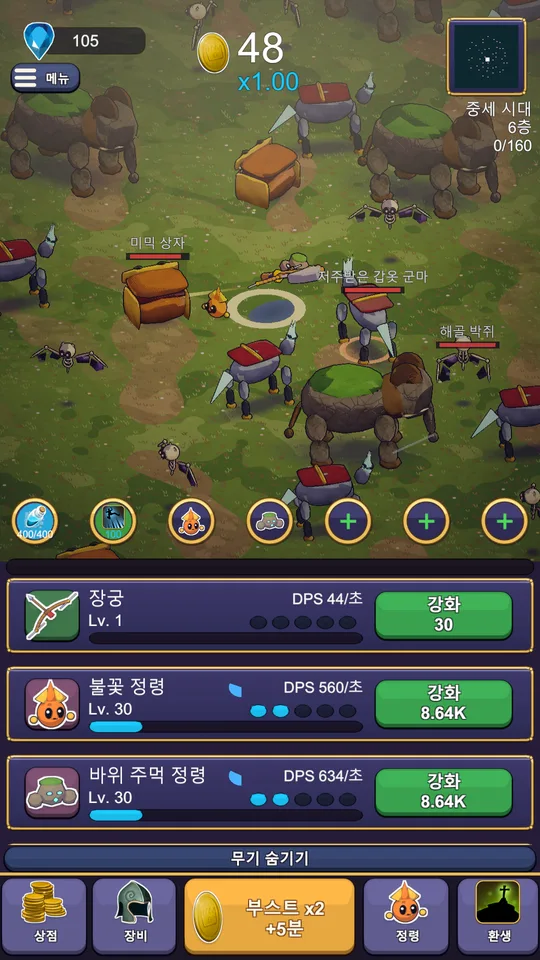 105
48
x1.00
메뉴
중세 시대
6층
0/160
미믹 상자
저주받은 갑옷 군마
해골 박쥐
400/400
100
장궁
DPS 44/초
Lv. 1
강화
30
불꽃 정령
DPS 560/초
Lv. 30
강화
8.64K
바위 주먹 정령
DPS 634/초
Lv. 30
강화
8.64K
무기 숨기기
상점
장비
부스트 x2
+5분
정령
환생